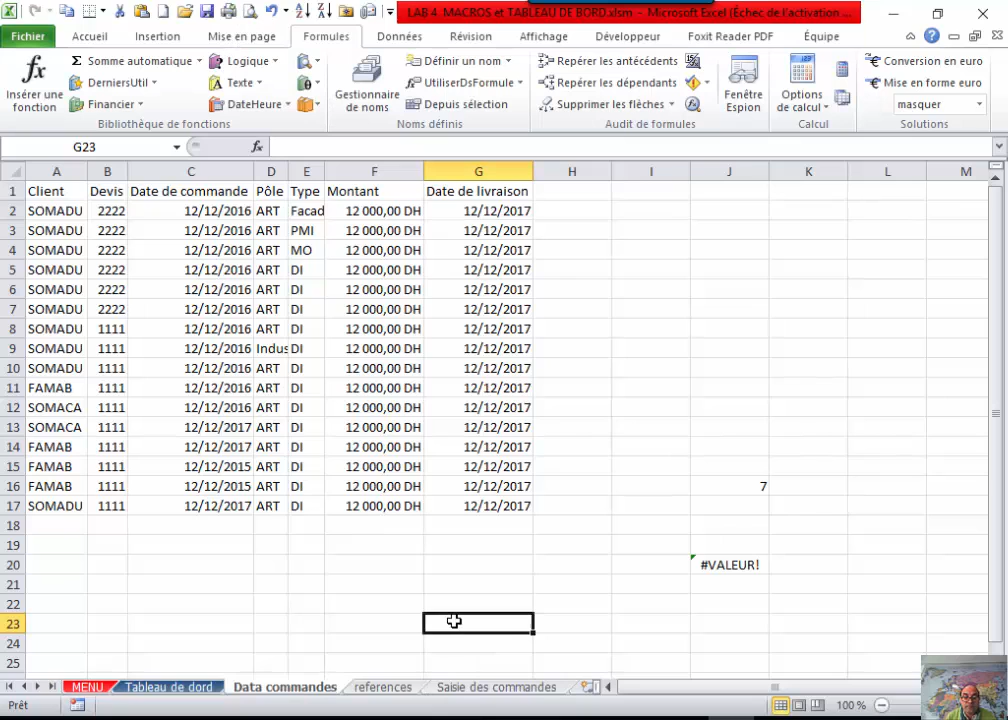 LAB 4_MACROS et TABLEAU DE BORD.xlsm - Microsoft Excel (Échec de l'activation ...
Fichier Accueil Insertion Mise en page Formules Données Révision Affichage Développeur Foxit Reader PDF Équipe
Insérer une fonction
Somme automatique
DerniersUtil
Financier
Logique
Texte
DateHeure
Bibliothèque de fonctions
Gestionnaire de noms
Définir un nom
UtiliserDsFormule
Depuis sélection
Noms définis
Repérer les antécédents
Repérer les dépendants
Supprimer les flèches
Audit de formules
Fenêtre Espion
Options de calcul
Calcul
Conversion en euro
Mise en forme euro
masquer
Solutions
G23 fx
A B C D E F G H I J K L M
1 Client Devis Date de commande Pôle Type Montant Date de livraison
2 SOMADU 2222 12/12/2016 ART Facad 12 000,00 DH 12/12/2017
3 SOMADU 2222 12/12/2016 ART PMI 12 000,00 DH 12/12/2017
4 SOMADU 2222 12/12/2016 ART MO 12 000,00 DH 12/12/2017
5 SOMADU 2222 12/12/2016 ART DI 12 000,00 DH 12/12/2017
6 SOMADU 2222 12/12/2016 ART DI 12 000,00 DH 12/12/2017
7 SOMADU 2222 12/12/2016 ART DI 12 000,00 DH 12/12/2017
8 SOMADU 1111 12/12/2016 ART DI 12 000,00 DH 12/12/2017
9 SOMADU 1111 12/12/2016 Indus DI 12 000,00 DH 12/12/2017
10 SOMADU 1111 12/12/2016 ART DI 12 000,00 DH 12/12/2017
11 FAMAB 1111 12/12/2016 ART DI 12 000,00 DH 12/12/2017
12 SOMACA 1111 12/12/2016 ART DI 12 000,00 DH 12/12/2017
13 SOMACA 1111 12/12/2017 ART DI 12 000,00 DH 12/12/2017
14 FAMAB 1111 12/12/2017 ART DI 12 000,00 DH 12/12/2017
15 FAMAB 1111 12/12/2015 ART DI 12 000,00 DH 12/12/2017
16 FAMAB 1111 12/12/2015 ART DI 12 000,00 DH 12/12/2017 7
17 SOMADU 1111 12/12/2017 ART DI 12 000,00 DH 12/12/2017
18
19
20 #VALEUR!
21
22
23
24
25
MENU Tableau de bord Data commandes references Saisie des commandes
Prêt 100 %